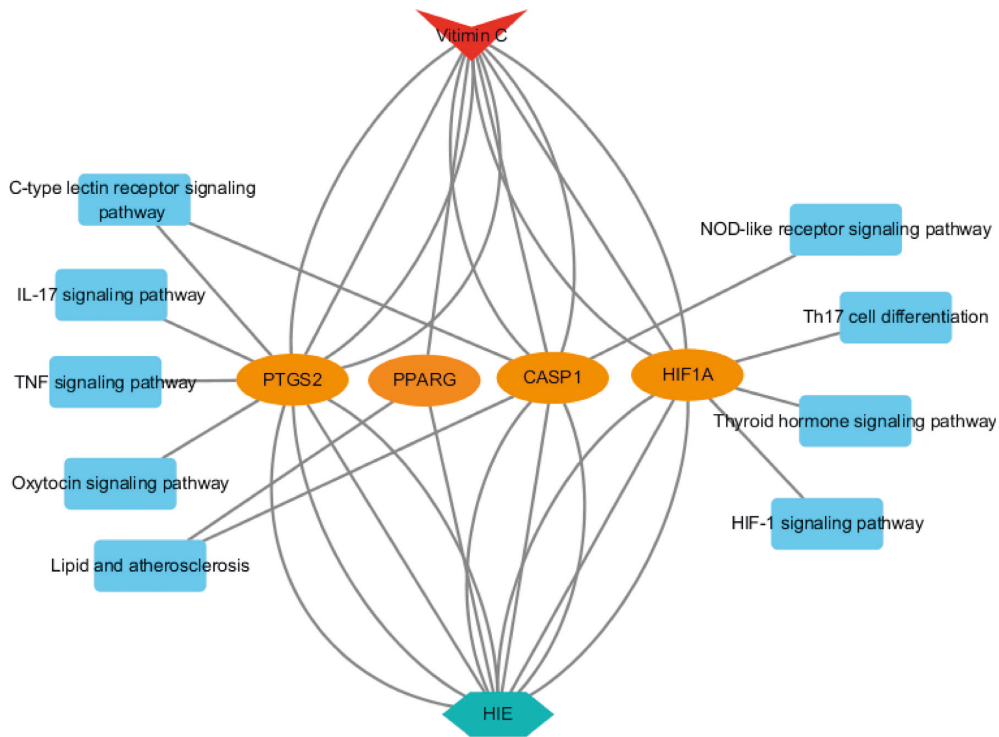 Vitimin C
C-type lectin receptor signaling
pathway
NOD-like receptor signaling pathway
IL-17 signaling pathway
Th17 cell differentiation
TNF signaling pathway
PTGS2
PPARG
CASP1
HIF1A
Thyroid hormone signaling pathway
Oxytocin signaling pathway
HIF-1 signaling pathway
Lipid and atherosclerosis
HIE